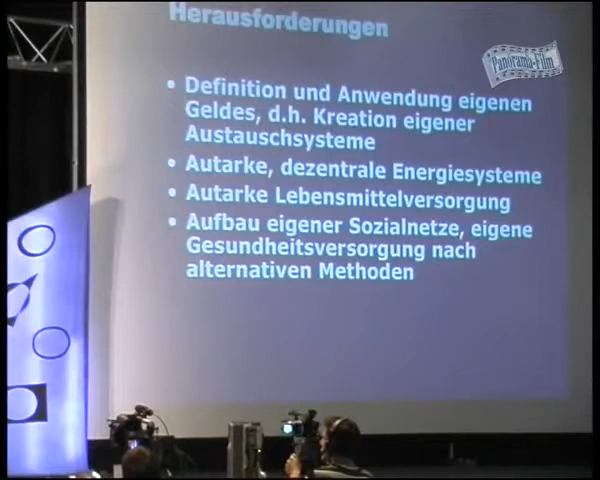 Herausforderungen
Panorama-Film
• Definition und Anwendung eigenen
Geldes, d.h. Kreation eigener
Austauschsysteme
• Autarke, dezentrale Energiesysteme
• Autarke Lebensmittelversorgung
• Aufbau eigener Sozialnetze, eigene
Gesundheitsversorgung nach
alternativen Methoden